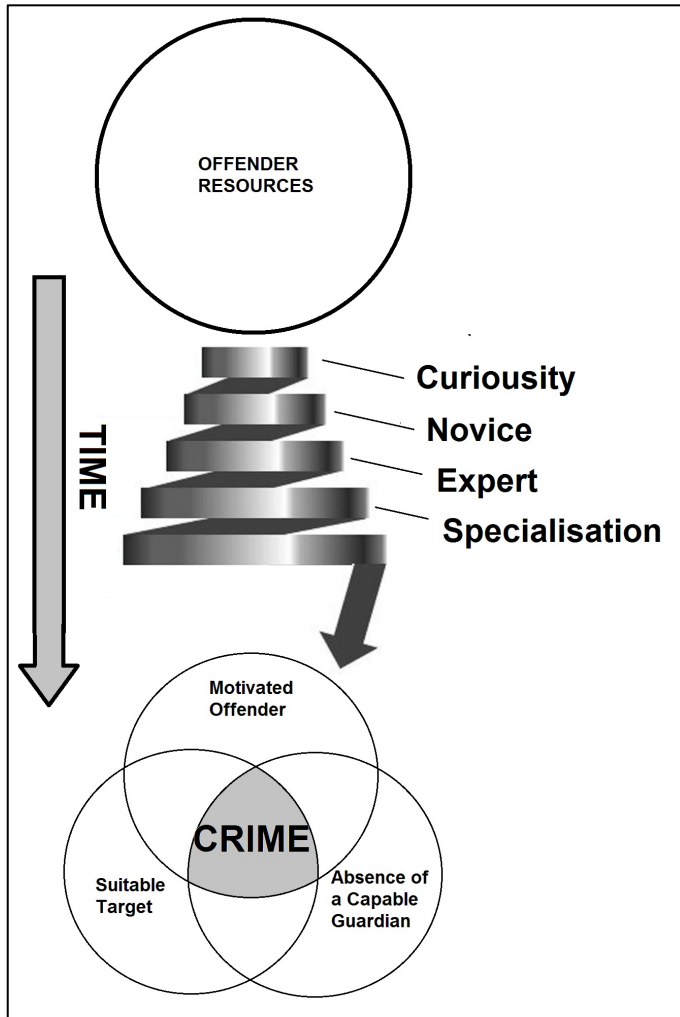 OFFENDER
RESOURCES
TIME
Curiousity
Novice
Expert
Specialisation
Motivated
Offender
CRIME
Suitable
Target
Absence of
a Capable
Guardian